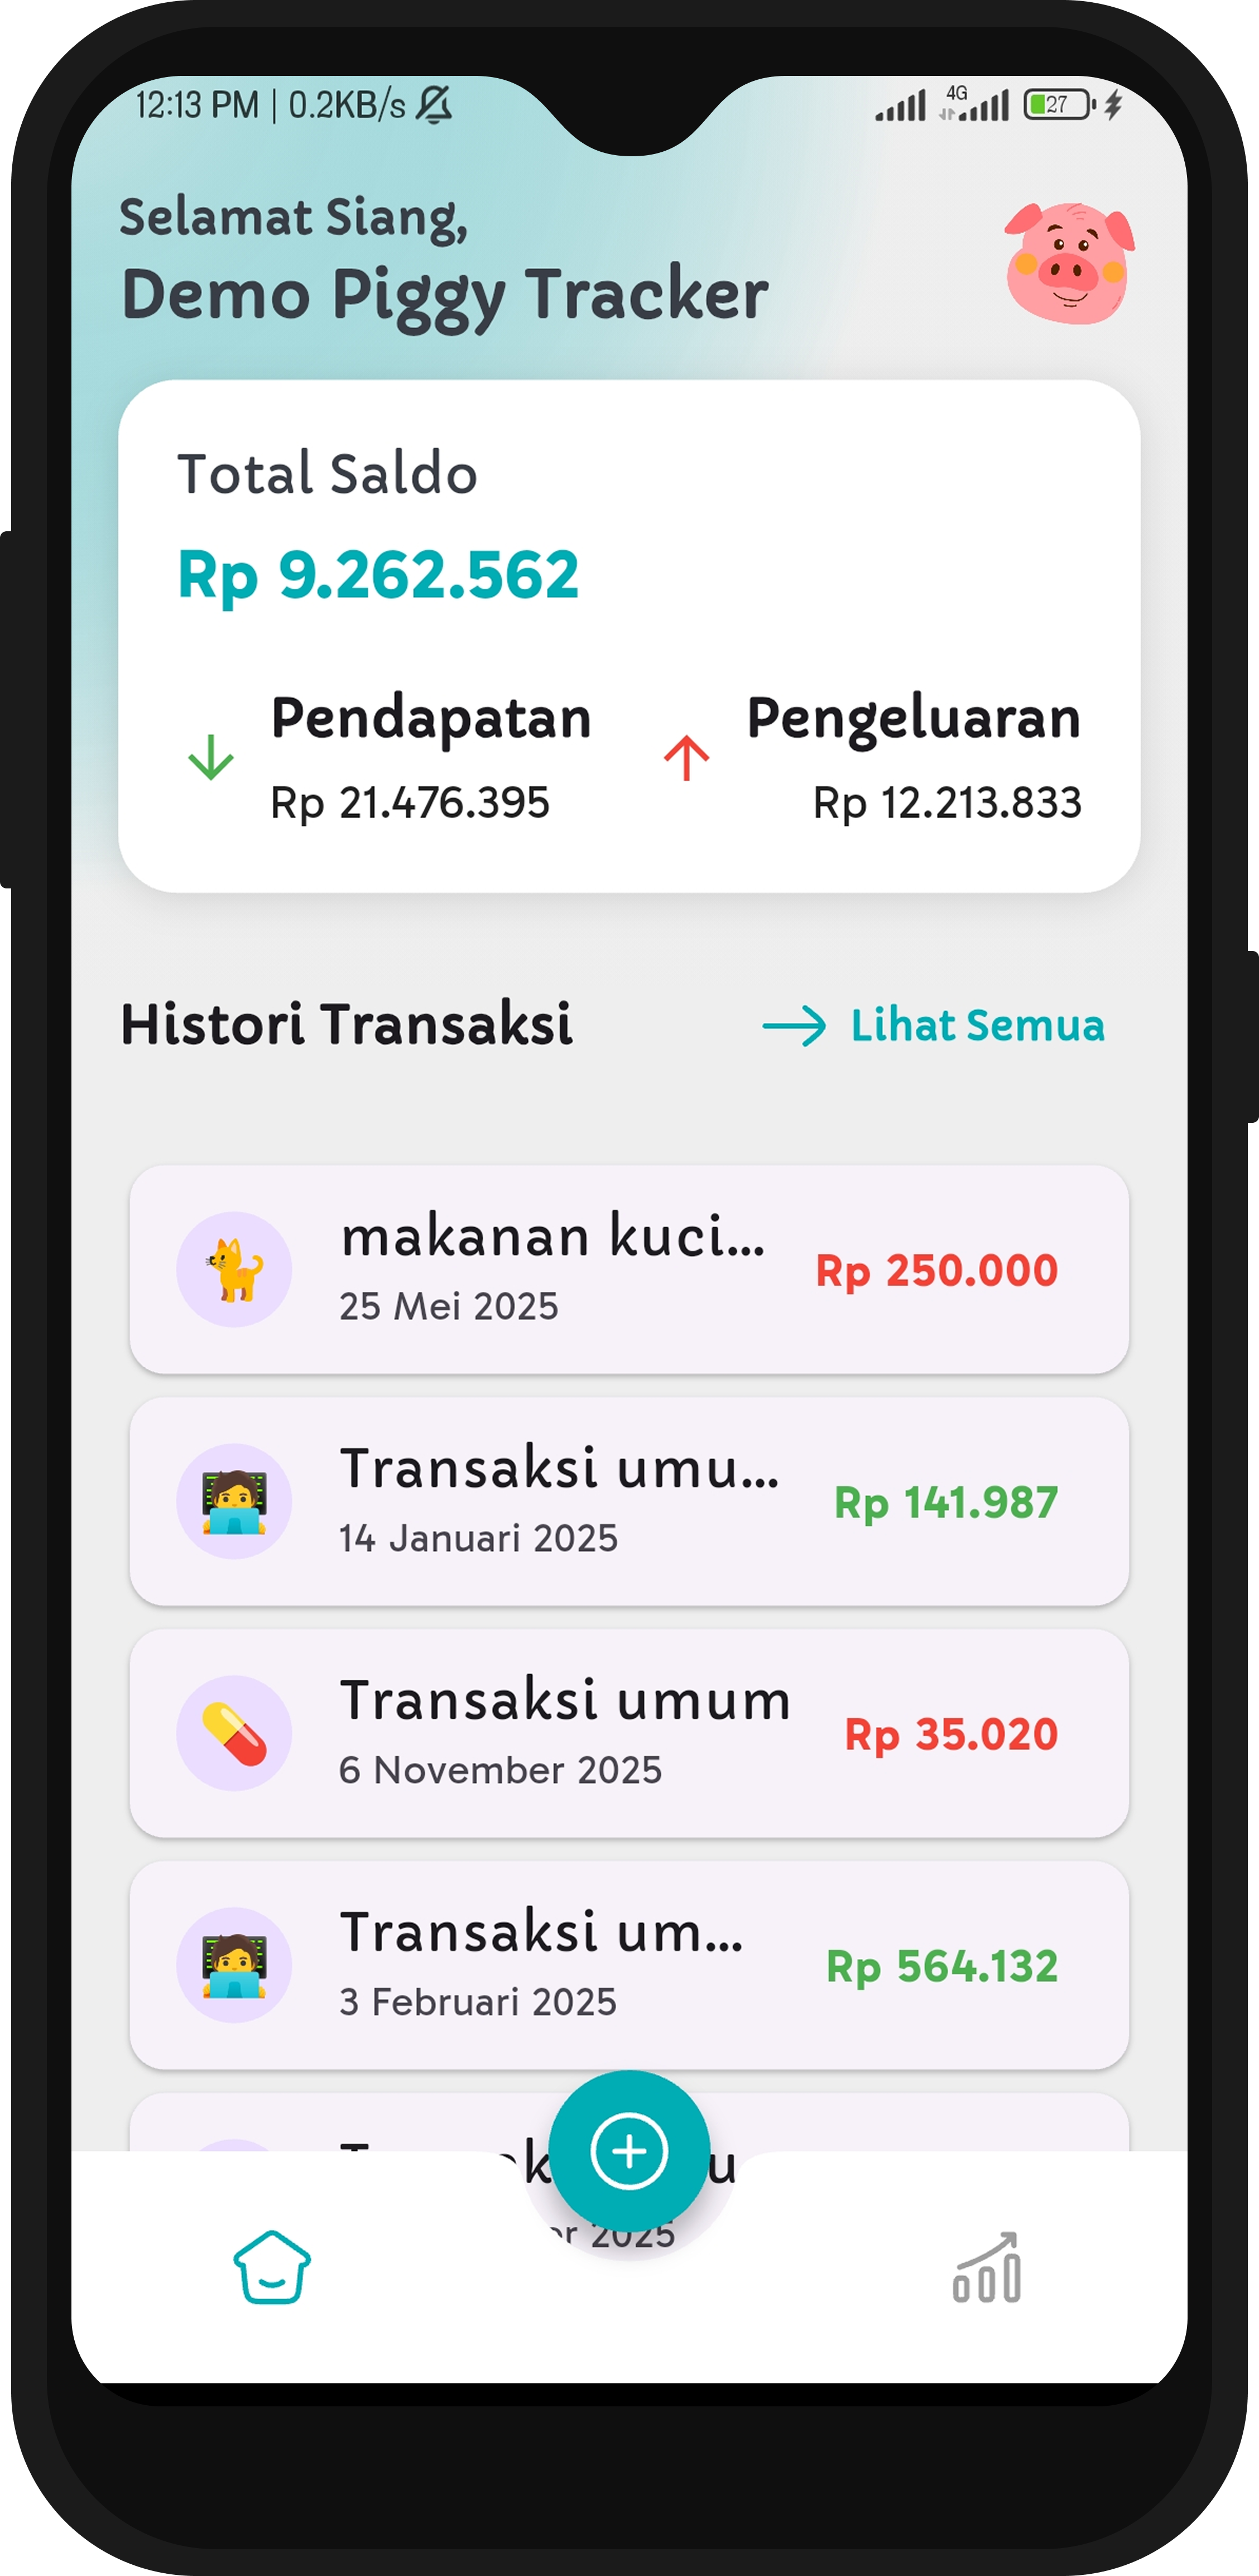 12:13 PM | 0.2KB/s
4G
27
Selamat Siang,
Demo Piggy Tracker
Total Saldo
Rp 9.262.562
Pendapatan
Rp 21.476.395
Pengeluaran
Rp 12.213.833
Histori Transaksi
Lihat Semua
makanan kuci...
25 Mei 2025
Rp 250.000
Transaksi umu...
14 Januari 2025
Rp 141.987
Transaksi umum
6 November 2025
Rp 35.020
Transaksi um...
3 Februari 2025
Rp 564.132
2025